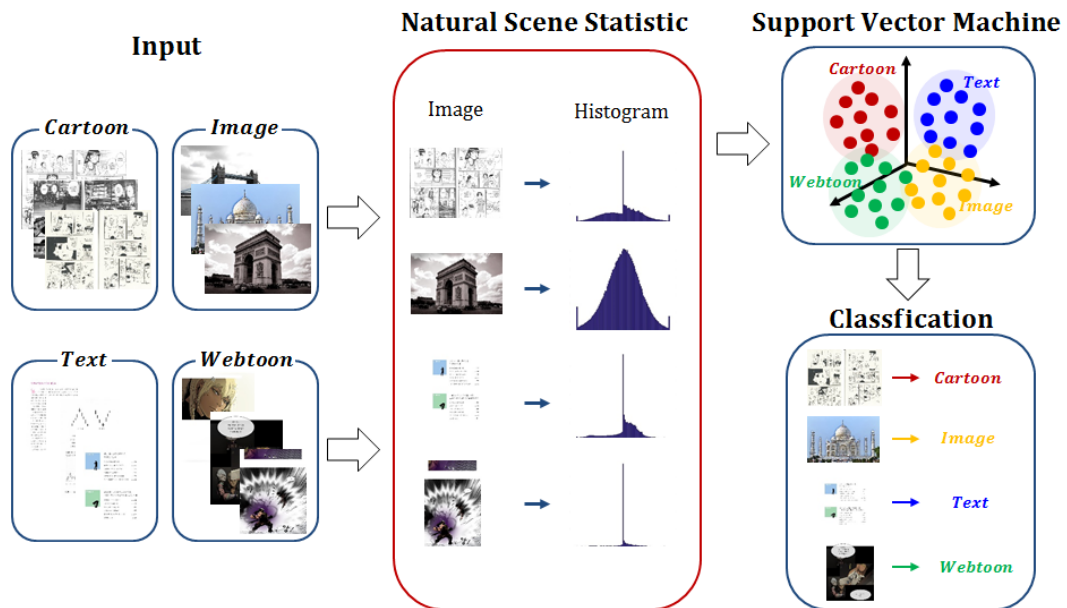 Input
Natural Scene Statistic
Support Vector Machine
Cartoon
Image
Text
Webtoon
Image
Histogram
Cartoon
Text
Webtoon
Image
Classfication
Cartoon
Image
Text
Webtoon